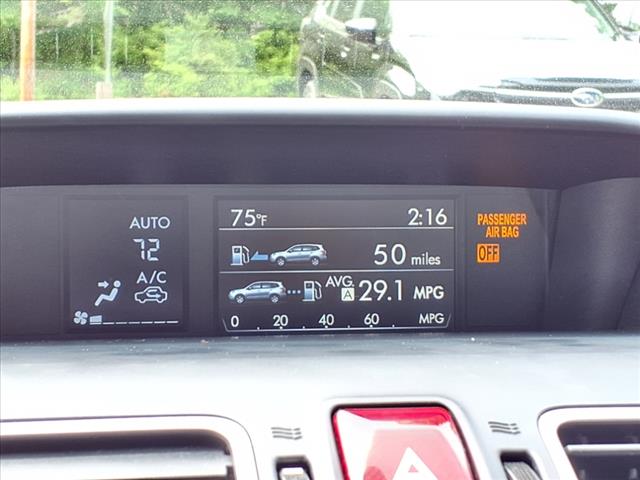 AUTO
72
A/C
75°F 2:16
50 miles
AVG.
A 29.1 MPG
0 20 40 60 MPG
PASSENGER
AIR BAG
OFF